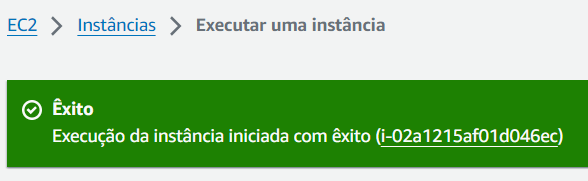 EC2 > Instâncias > Executar uma instância
Êxito
Execução da instância iniciada com êxito (i-02a1215af01d046ec)